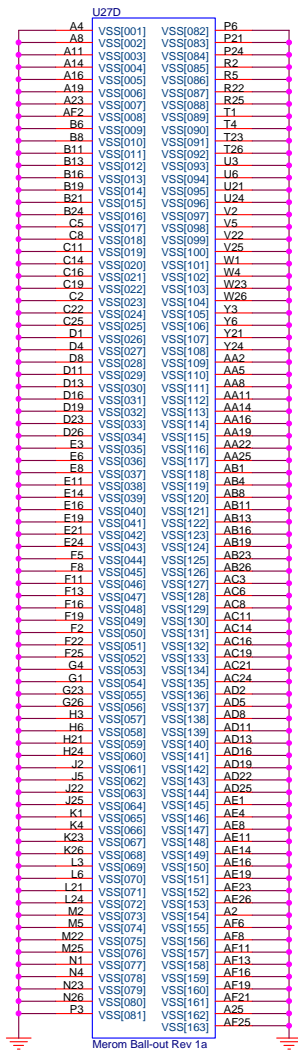 U27D
A4 VSS[001] VSS[082] P6
A8 VSS[002] VSS[083] P21
A11 VSS[003] VSS[084] P24
A14 VSS[004] VSS[085] R2
A16 VSS[005] VSS[086] R5
A19 VSS[006] VSS[087] R22
A23 VSS[007] VSS[088] R25
AF2 VSS[008] VSS[089] T1
B6 VSS[009] VSS[090] T4
B8 VSS[010] VSS[091] T23
B11 VSS[011] VSS[092] T26
B13 VSS[012] VSS[093] U3
B16 VSS[013] VSS[094] U6
B19 VSS[014] VSS[095] U21
B21 VSS[015] VSS[096] U24
B24 VSS[016] VSS[097] V2
C5 VSS[017] VSS[098] V5
C8 VSS[018] VSS[099] V22
C11 VSS[019] VSS[100] V25
C14 VSS[020] VSS[101] W1
C16 VSS[021] VSS[102] W4
C19 VSS[022] VSS[103] W23
C2 VSS[023] VSS[104] W26
C22 VSS[024] VSS[105] Y3
C25 VSS[025] VSS[106] Y6
D1 VSS[026] VSS[107] Y21
D4 VSS[027] VSS[108] Y24
D8 VSS[028] VSS[109] AA2
D11 VSS[029] VSS[110] AA5
D13 VSS[030] VSS[111] AA8
D16 VSS[031] VSS[112] AA11
D19 VSS[032] VSS[113] AA14
D23 VSS[033] VSS[114] AA16
D26 VSS[034] VSS[115] AA19
E3 VSS[035] VSS[116] AA22
E6 VSS[036] VSS[117] AA25
E8 VSS[037] VSS[118] AB1
E11 VSS[038] VSS[119] AB4
E14 VSS[039] VSS[120] AB8
E16 VSS[040] VSS[121] AB11
E19 VSS[041] VSS[122] AB13
E21 VSS[042] VSS[123] AB16
E24 VSS[043] VSS[124] AB19
F5 VSS[044] VSS[125] AB23
F8 VSS[045] VSS[126] AB26
F11 VSS[046] VSS[127] AC3
F13 VSS[047] VSS[128] AC6
F16 VSS[048] VSS[129] AC8
F19 VSS[049] VSS[130] AC11
F2 VSS[050] VSS[131] AC14
F22 VSS[051] VSS[132] AC16
F25 VSS[052] VSS[133] AC19
G4 VSS[053] VSS[134] AC21
G1 VSS[054] VSS[135] AC24
G23 VSS[055] VSS[136] AD2
G26 VSS[056] VSS[137] AD5
H3 VSS[057] VSS[138] AD8
H6 VSS[058] VSS[139] AD11
H21 VSS[059] VSS[140] AD13
H24 VSS[060] VSS[141] AD16
J2 VSS[061] VSS[142] AD19
J5 VSS[062] VSS[143] AD22
J22 VSS[063] VSS[144] AD25
J25 VSS[064] VSS[145] AE1
K1 VSS[065] VSS[146] AE4
K4 VSS[066] VSS[147] AE8
K23 VSS[067] VSS[148] AE11
K26 VSS[068] VSS[149] AE14
L3 VSS[069] VSS[150] AE16
L6 VSS[070] VSS[151] AE19
L21 VSS[071] VSS[152] AE23
L24 VSS[072] VSS[153] AE26
M2 VSS[073] VSS[154] A2
M5 VSS[074] VSS[155] AF6
M22 VSS[075] VSS[156] AF8
M25 VSS[076] VSS[157] AF11
N1 VSS[077] VSS[158] AF13
N4 VSS[078] VSS[159] AF16
N23 VSS[079] VSS[160] AF19
N26 VSS[080] VSS[161] AF21
P3 VSS[081] VSS[162] A25
VSS[163] AF25
Merom Ball-out Rev 1a